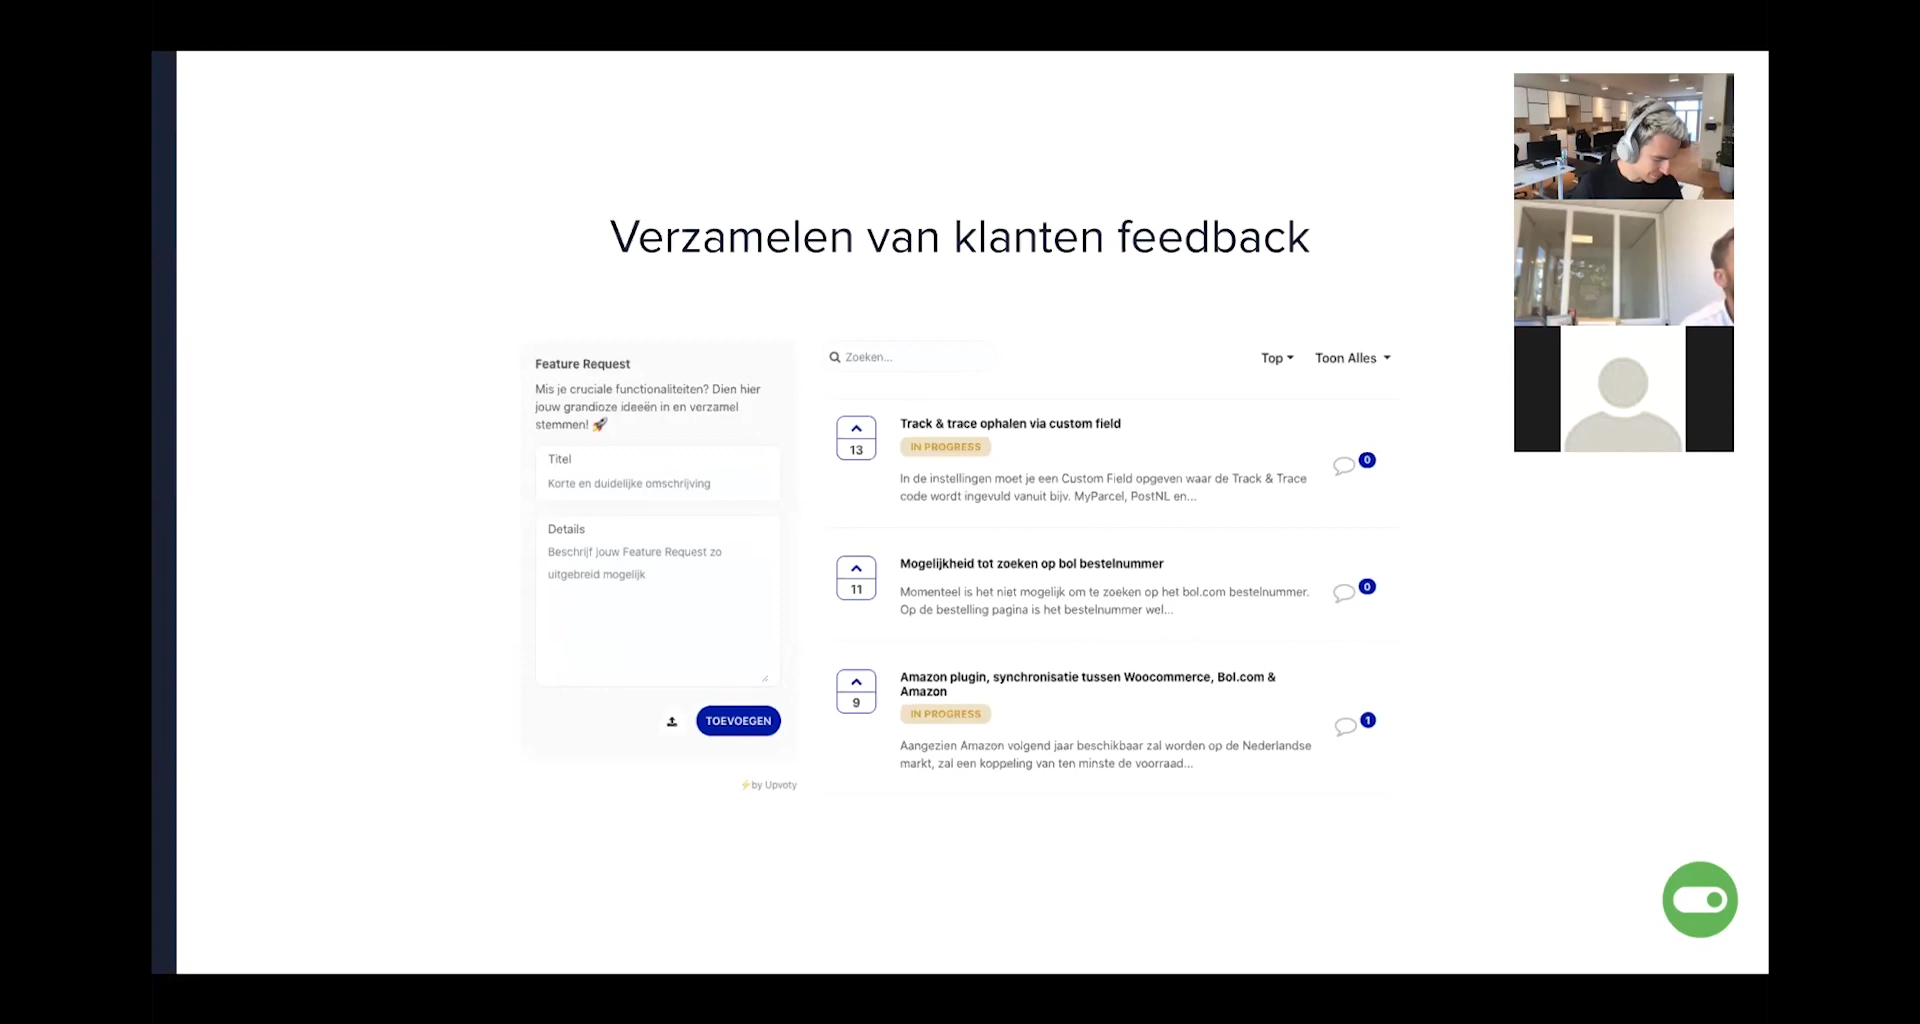 Verzamelen van klanten feedback
Feature Request
Mis je cruciale functionaliteiten? Dien hier
jouw grandioze ideeën in en verzamel
stemmen! 🚀
Titel
Korte en duidelijke omschrijving
Details
Beschrijf jouw Feature Request zo
uitgebreid mogelijk
TOEVOEGEN
⚡by Upvoty
Zoeken...
Top
Toon Alles
13
Track & trace ophalen via custom field
IN PROGRESS
In de instellingen moet je een Custom Field opgeven waar de Track & Trace
code wordt ingevuld vanuit bijv. MyParcel, PostNL en...
0
11
Mogelijkheid tot zoeken op bol bestelnummer
Momenteel is het niet mogelijk om te zoeken op het bol.com bestelnummer.
Op de bestelling pagina is het bestelnummer wel...
0
9
Amazon plugin, synchronisatie tussen Woocommerce, Bol.com &
Amazon
IN PROGRESS
Aangezien Amazon volgend jaar beschikbaar zal worden op de Nederlandse
markt, zal een koppeling van ten minste de voorraad...
1